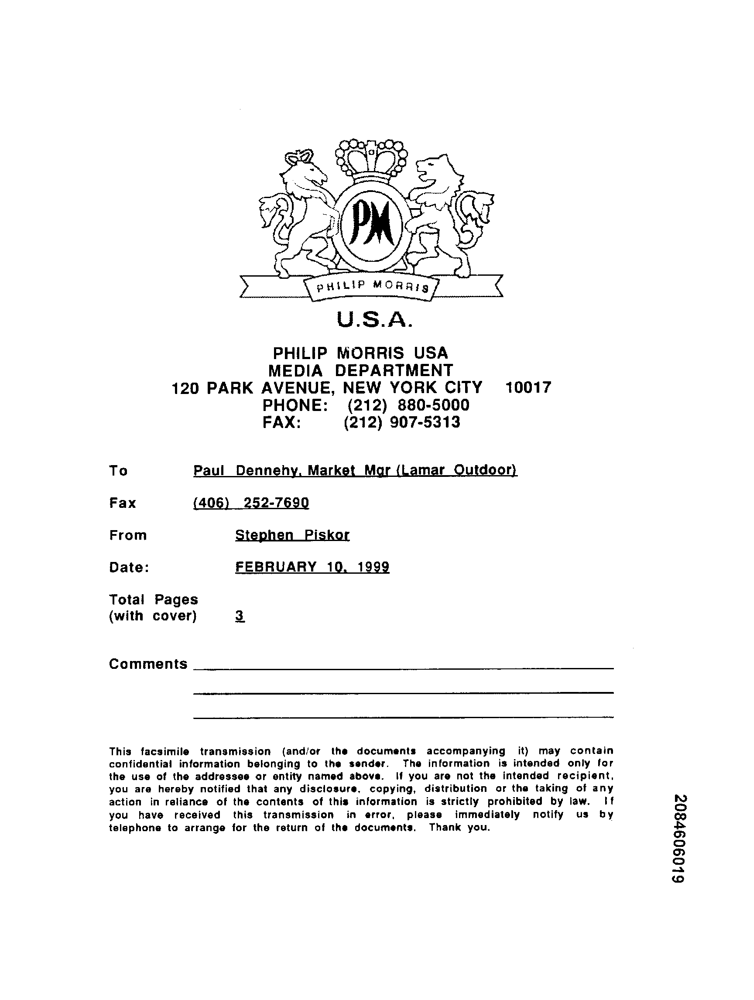 PM
PHILIP MORRIS
U.S.A.
PHILIP MORRIS USA
MEDIA DEPARTMENT
120 PARK AVENUE, NEW YORK CITY 10017
PHONE: (212) 880-5000
FAX: (212) 907-5313
To Paul Dennehy, Market Mgr (Lamar Outdoor)
Fax (406) 252-7690
From Stephen Piskor
Date: FEBRUARY 10, 1999
Total Pages
(with cover) 3
Comments
This facsimile transmission (and/or the documents accompanying it) may contain
confidential information belonging to the sender. The information is intended only for
the use of the addressee or entity named above. If you are not the intended recipient,
you are hereby notified that any disclosure, copying, distribution or the taking of any
action in reliance of the contents of this information is strictly prohibited by law. If
you have received this transmission in error, please immediately notify us by
telephone to arrange for the return of the documents. Thank you.
2084606019